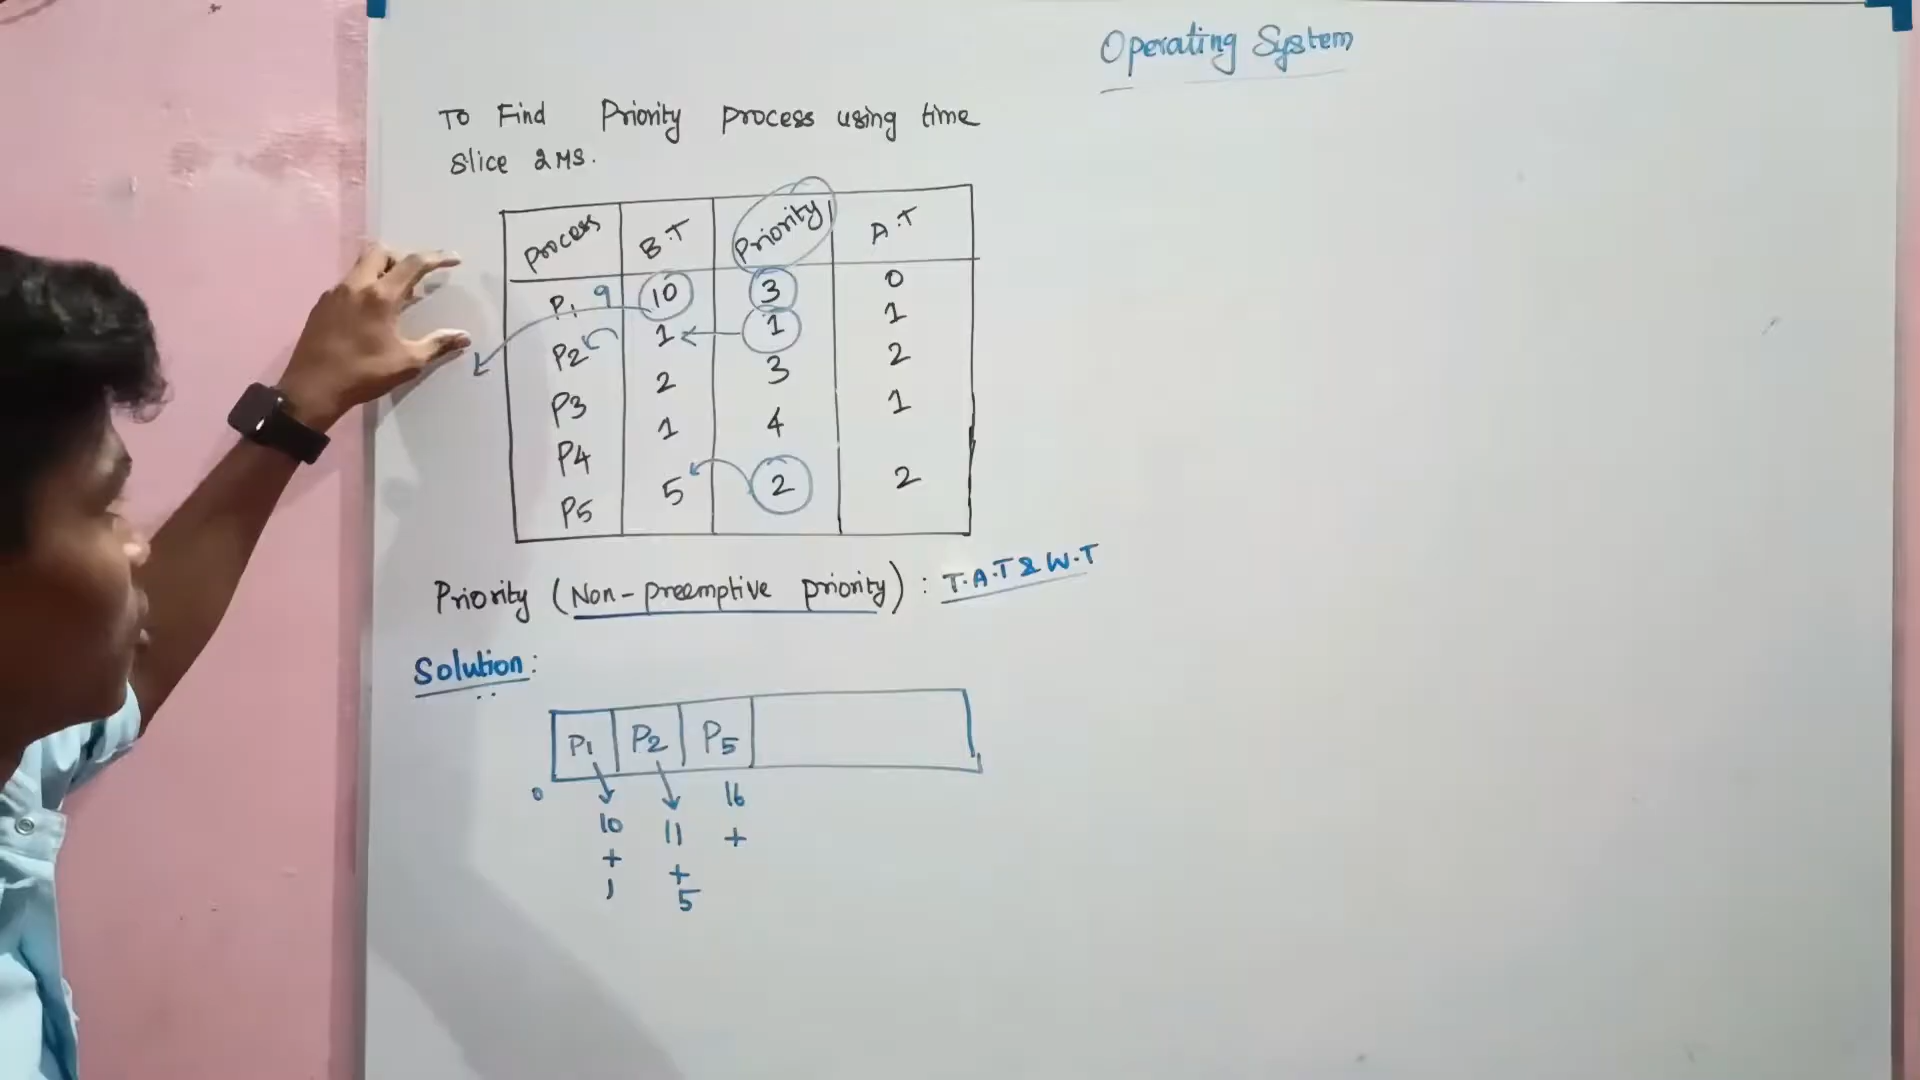 Operating System
To Find Priority process using time
slice 2MS.
Process B.T Priority A.T
P1 9 10 3 0
P2 1 1 1
P3 2 3 2
P4 1 4 1
P5 5 2 2
Priority (Non-preemptive priority) : T.A.T & W.T
Solution:
P1 P2 P5
0 10 11 16
+ + +
1 5